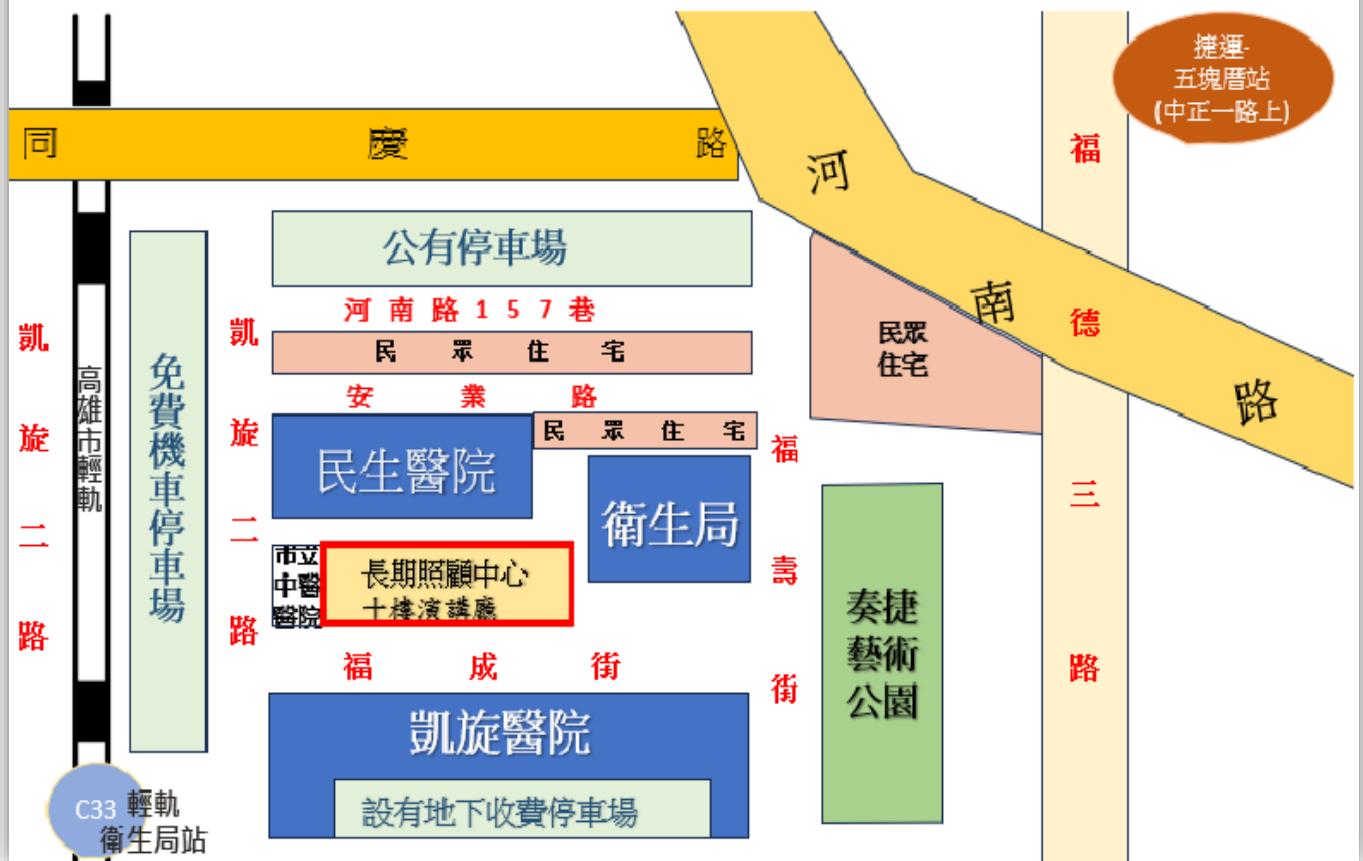 捷運-
五塊厝站
(中正一路上)
同慶路
河南路
福德三路
公有停車場
河南路157巷
民眾住宅
安業路
民眾
住宅
凱旋二路
高雄市輕軌
免費機車停車場
凱旋二路
民生醫院
民眾住宅
衛生局
福壽街
市立
中醫
醫院
長期照顧中心
十樓演講廳
奏捷
藝術
公園
福成街
凱旋醫院
設有地下收費停車場
C33 輕軌
衛生局站